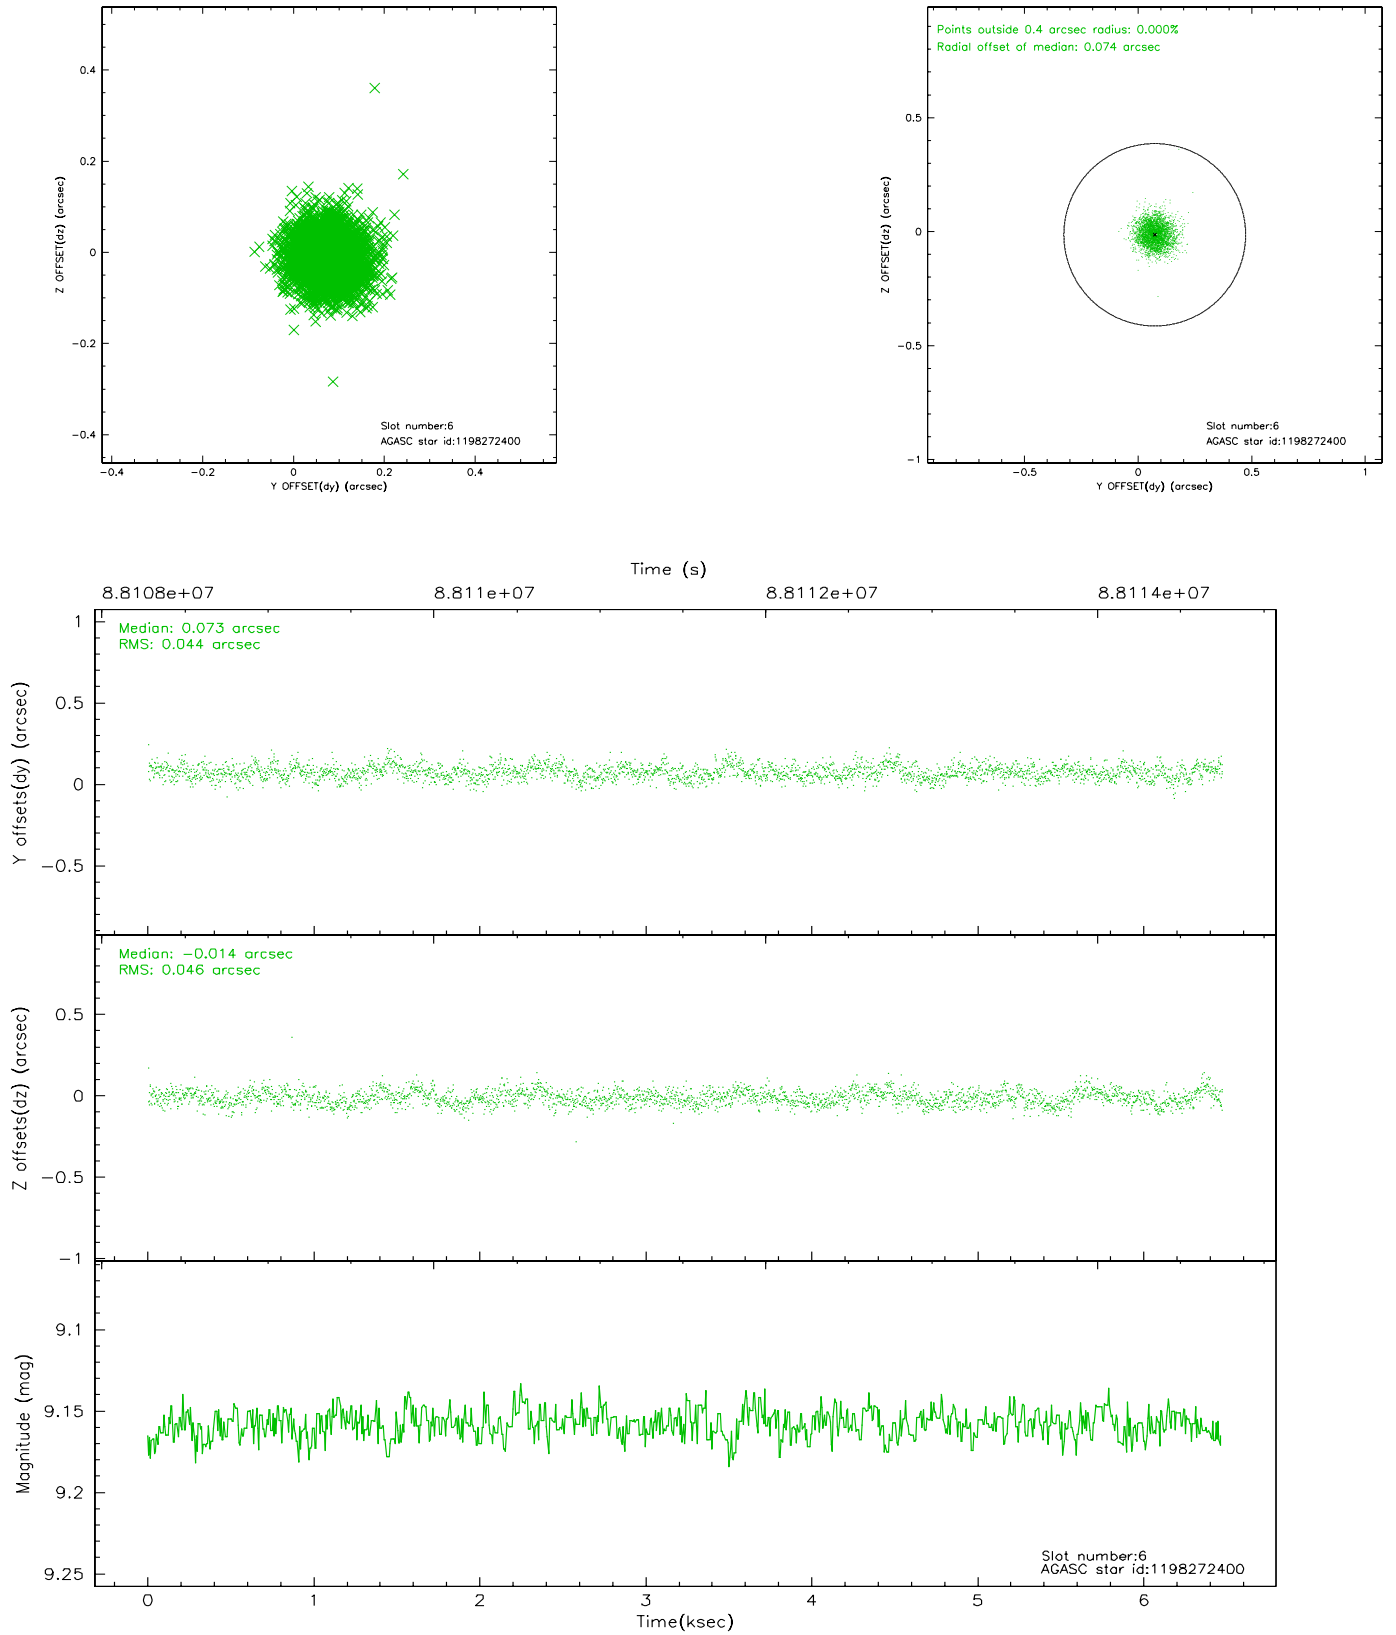 0.4
0.2
0
−0.2
−0.4
Z OFFSET(dz) (arcsec)
−0.4 −0.2 0 0.2 0.4
Y OFFSET(dy) (arcsec)
Slot number:6
AGASC star id:1198272400
Points outside 0.4 arcsec radius: 0.000%
Radial offset of median: 0.074 arcsec
0.5
0
−0.5
−1
Z OFFSET(dz) (arcsec)
−0.5 0 0.5 1
Y OFFSET(dy) (arcsec)
Slot number:6
AGASC star id:1198272400
Time (s)
8.8108e+07 8.811e+07 8.8112e+07 8.8114e+07
Median: 0.073 arcsec
RMS: 0.044 arcsec
1
0.5
0
−0.5
Y offsets(dy) (arcsec)
Median: −0.014 arcsec
RMS: 0.046 arcsec
0.5
0
−0.5
−1
Z offsets(dz) (arcsec)
9.1
9.15
9.2
9.25
Magnitude (mag)
Slot number:6
AGASC star id:1198272400
0 1 2 3 4 5 6
Time(ksec)